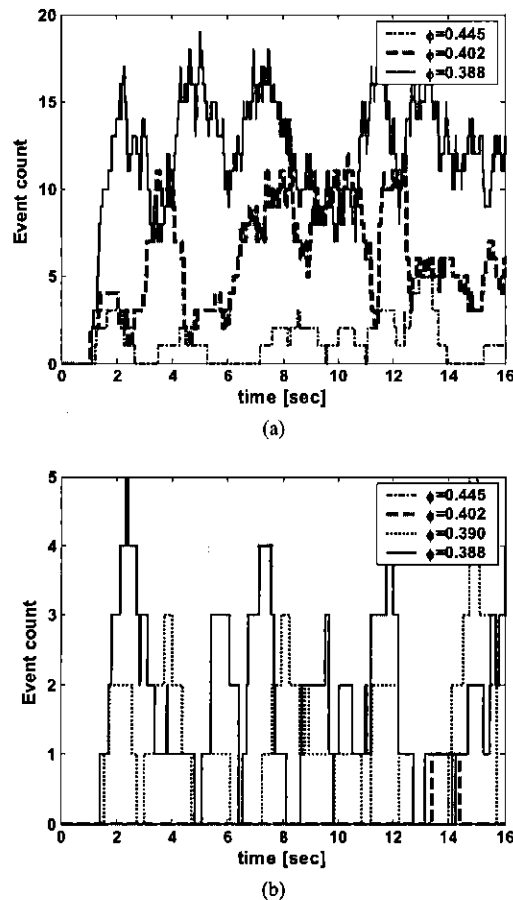 20
15
10
5
0
Event count
ϕ=0.445
ϕ=0.402
ϕ=0.388
0 2 4 6 8 10 12 14 16
time [sec]
(a)
5
4
3
2
1
0
Event count
ϕ=0.445
ϕ=0.402
ϕ=0.390
ϕ=0.388
0 2 4 6 8 10 12 14 16
time [sec]
(b)